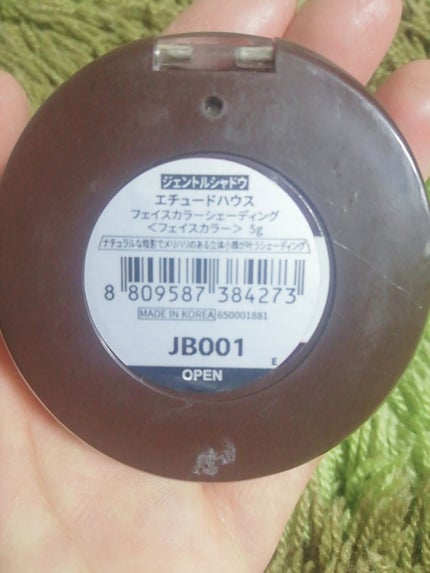 ジェントルシャドウ
エチュードハウス
フェイスカラーシェーディング
＜フェイスカラー＞ 5g
ナチュラルな陰影でメリハリのある立体小顔が叶うシェーディング
8 809587 384273
MADE IN KOREA 650001881
JB001
E
OPEN